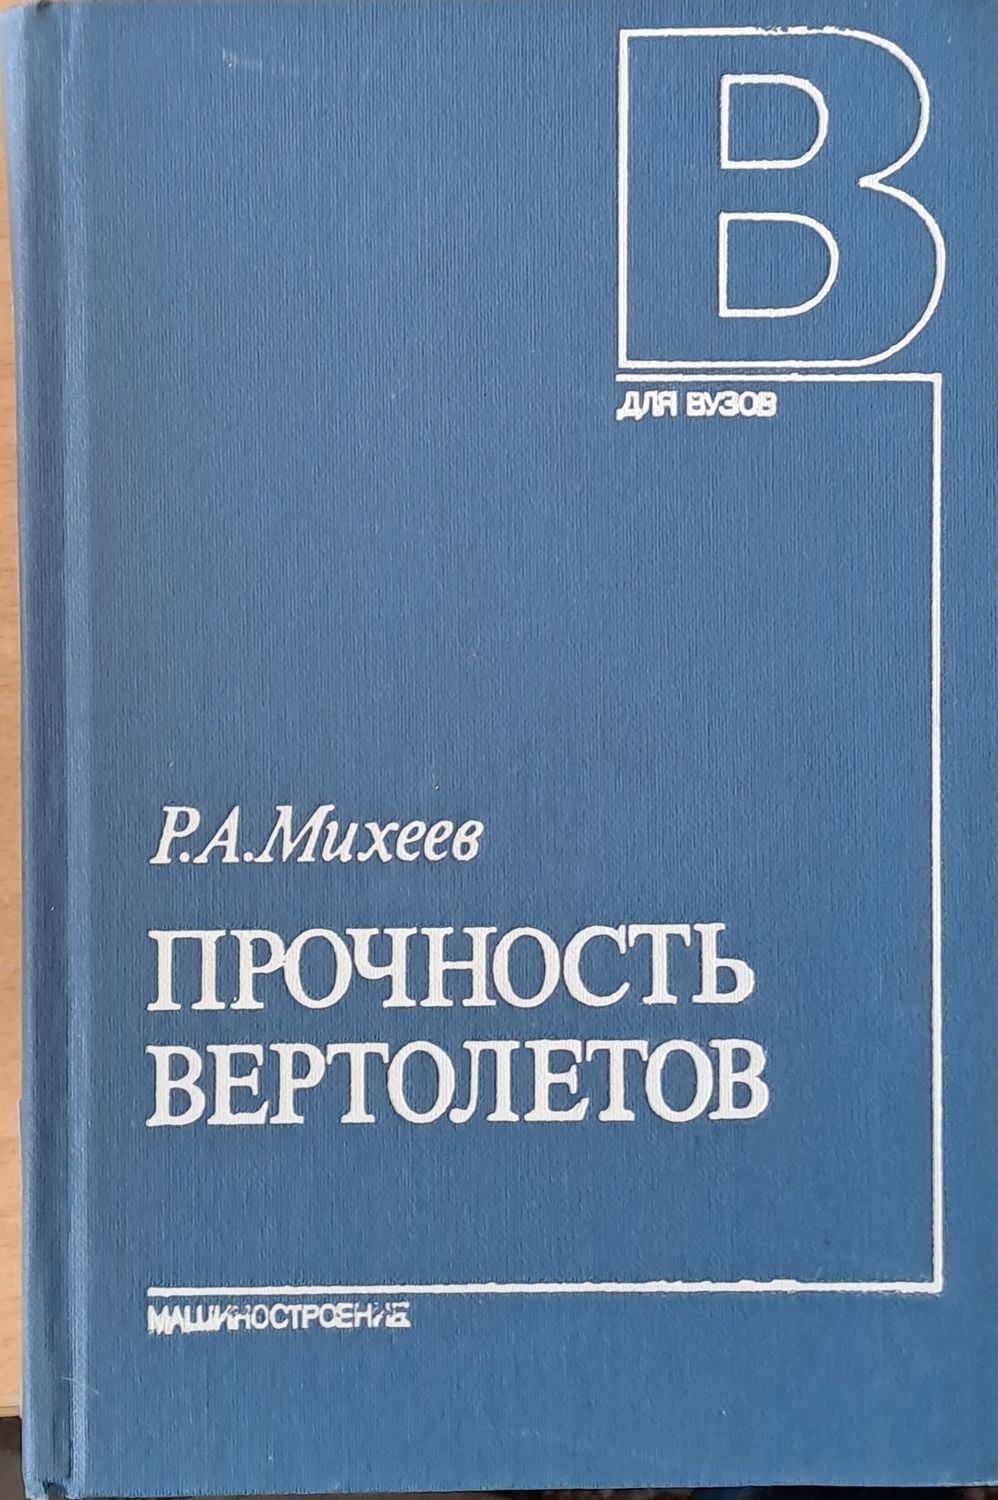 В
ДЛЯ ВУЗОВ
Р.А.Михеев
ПРОЧНОСТЬ
ВЕРТОЛЕТОВ
МАШИНОСТРОЕНИЕ